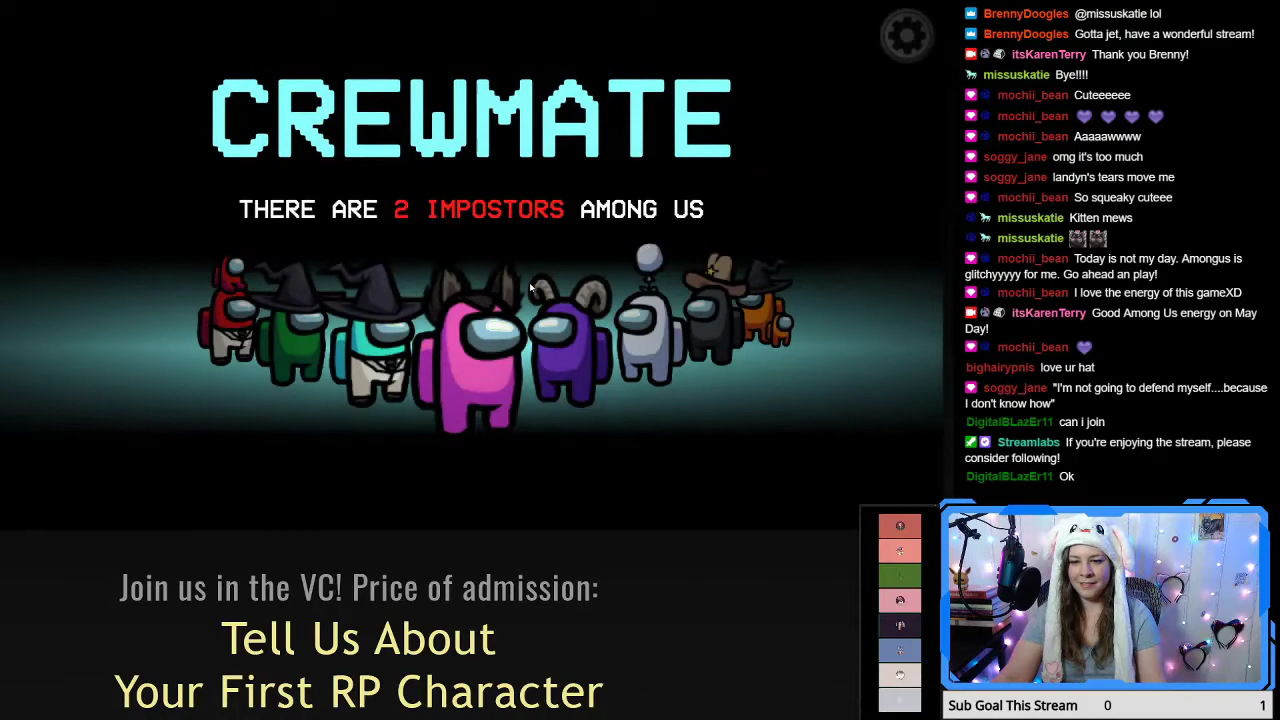 CREWMATE
THERE ARE 2 IMPOSTORS AMONG US
Join us in the VC! Price of admission:
Tell Us About
Your First RP Character
BrennyDoogles @missuskatie lol
BrennyDoogles Gotta jet, have a wonderful stream!
itsKarenTerry Thank you Brenny!
missuskatie Bye!!!!
mochii_bean Cuteeeeee
mochii_bean
mochii_bean Aaaaawwww
soggy_jane omg it's too much
soggy_jane landyn's tears move me
mochii_bean So squeaky cuteee
missuskatie Kitten mews
missuskatie
mochii_bean Today is not my day. Amongus is
glitchyyyyy for me. Go ahead an play!
mochii_bean I love the energy of this gameXD
itsKarenTerry Good Among Us energy on May
Day!
mochii_bean
bighairypnis love ur hat
soggy_jane "I'm not going to defend myself....because
I don't know how"
DigitalBLazEr11 can i join
Streamlabs If you're enjoying the stream, please
consider following!
DigitalBLazEr11 Ok
Sub Goal This Stream 0 1